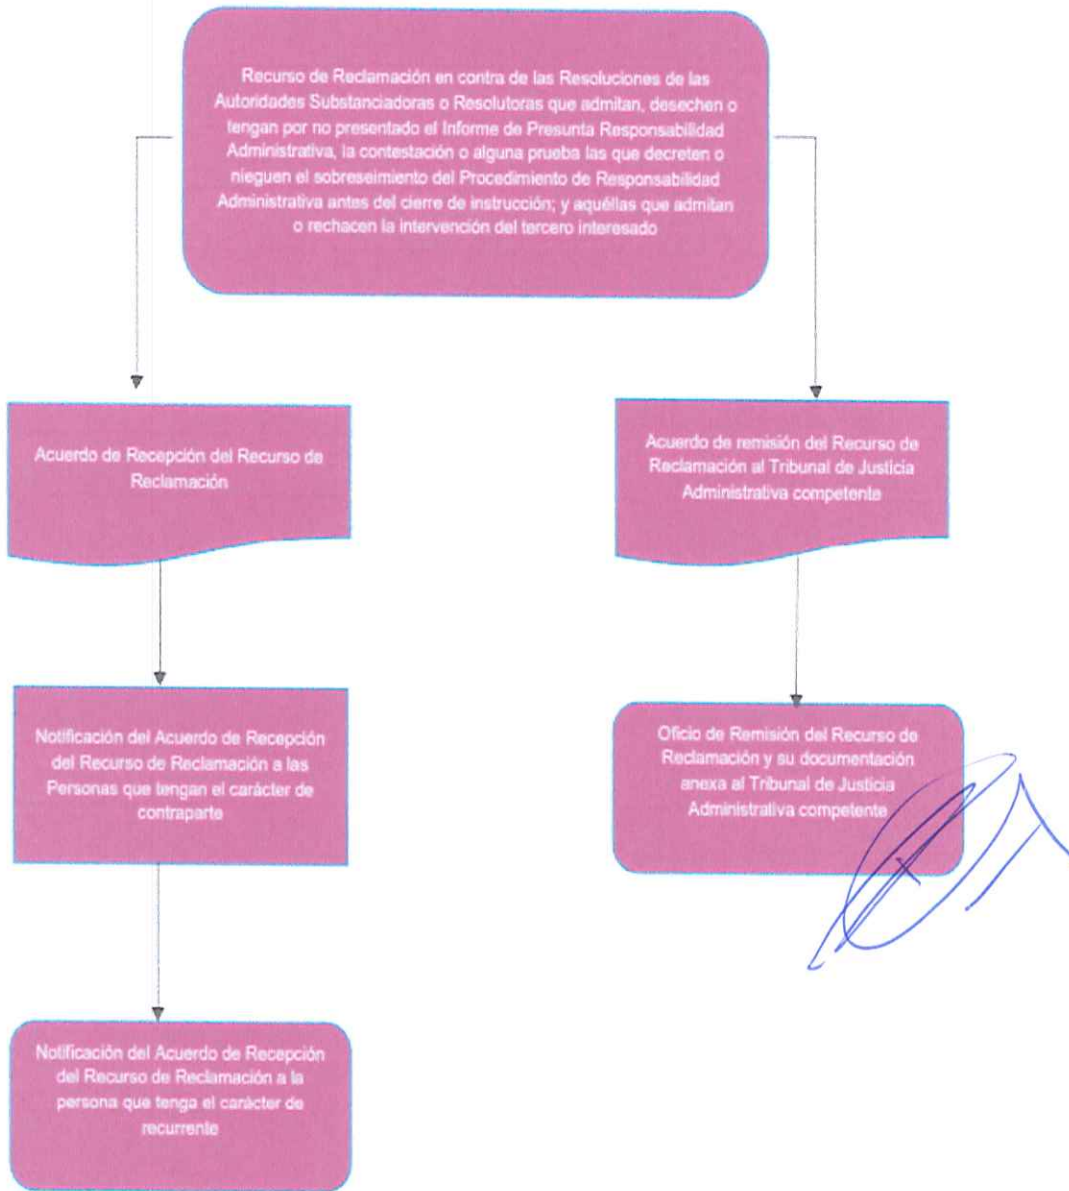 Recurso de Reclamación en contra de las Resoluciones de las
Autoridades Substanciadoras o Resolutoras que admitan, desechen o
tengan por no presentado el Informe de Presunta Responsabilidad
Administrativa, la contestación o alguna prueba las que decreten o
nieguen el sobreseimiento del Procedimiento de Responsabilidad
Administrativa antes del cierre de instrucción; y aquéllas que admitan
o rechacen la intervención del tercero interesado
Acuerdo de Recepción del Recurso de
Reclamación
Notificación del Acuerdo de Recepción
del Recurso de Reclamación a las
Personas que tengan el carácter de
contraparte
Notificación del Acuerdo de Recepción
del Recurso de Reclamación a la
persona que tenga el carácter de
recurrente
Acuerdo de remisión del Recurso de
Reclamación al Tribunal de Justicia
Administrativa competente
Oficio de Remisión del Recurso de
Reclamación y su documentación
anexa al Tribunal de Justicia
Administrativa competente